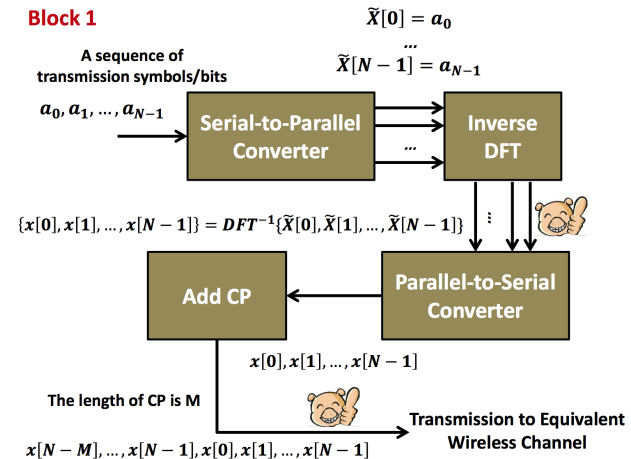 Block 1
X̃[0] = a₀
...
X̃[N − 1] = a_{N−1}
A sequence of
transmission symbols/bits
a₀, a₁, ..., a_{N−1}
Serial-to-Parallel
Converter
...
Inverse
DFT
{x[0], x[1], ..., x[N − 1]} = DFT⁻¹{X̃[0], X̃[1], ..., X̃[N − 1]}
...
Add CP
Parallel-to-Serial
Converter
x[0], x[1], ..., x[N − 1]
The length of CP is M
Transmission to Equivalent
Wireless Channel
x[N − M], ..., x[N − 1], x[0], x[1], ..., x[N − 1]